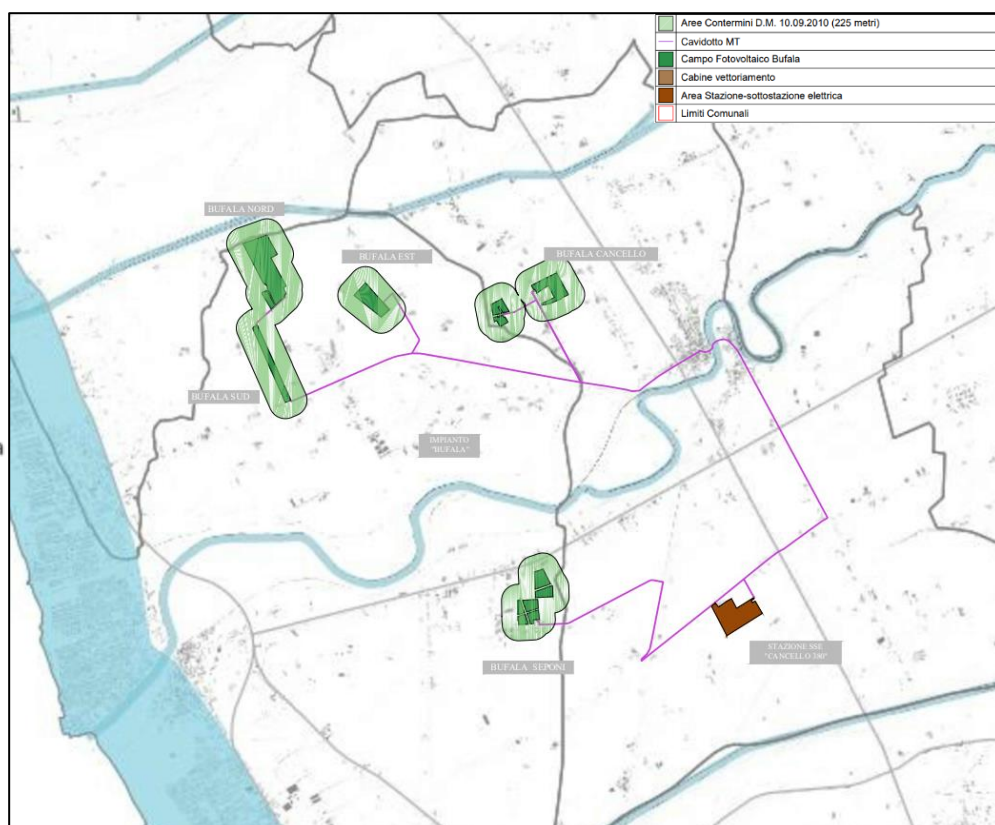 Aree Contermini D.M. 10.09.2010 (225 metri)
Cavidotto MT
Campo Fotovoltaico Bufala
Cabine vettoriamento
Area Stazione-sottostazione elettrica
Limiti Comunali
BUFALA NORD
BUFALA EST
BUFALA CANCELLO
BUFALA SUD
IMPIANTO
"BUFALA"
BUFALA SEPONI
STAZIONE SSE
"CANCELLO 380"